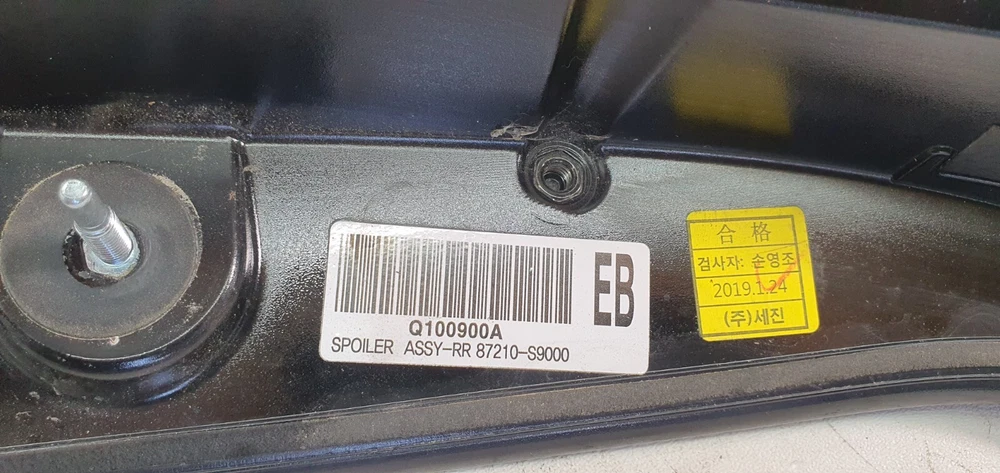 EB
Q100900A
SPOILER ASSY-RR 87210-S9000
合格
검사자: 손영조
2019.1.24
(주)세진